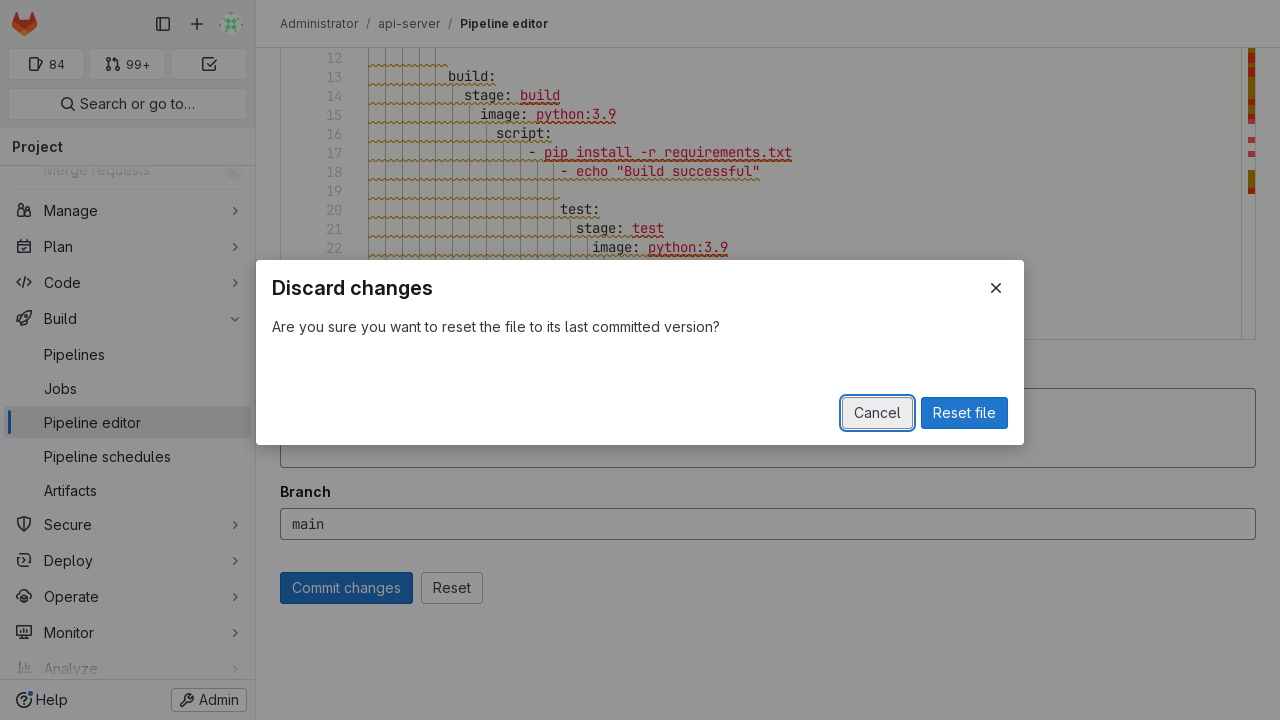 Administrator / api-server / Pipeline editor
84
99+
Search or go to…
Project
Merge requests
Manage
Plan
Code
Build
Pipelines
Jobs
Pipeline editor
Pipeline schedules
Artifacts
Secure
Deploy
Operate
Monitor
Analyze
Help
Admin
12
13 build:
14 stage: build
15 image: python:3.9
16 script:
17 - pip install -r requirements.txt
18 - echo "Build successful"
19
20 test:
21 stage: test
22 image: python:3.9
Discard changes
Are you sure you want to reset the file to its last committed version?
Cancel
Reset file
Branch
main
Commit changes
Reset